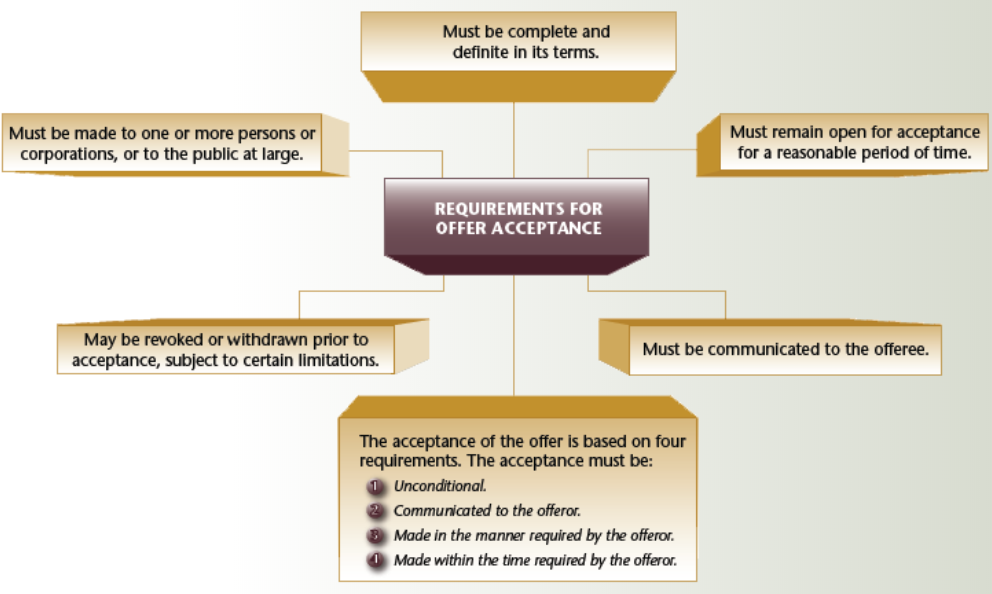 Must be complete and
definite in its terms.
Must be made to one or more persons or
corporations, or to the public at large.
Must remain open for acceptance
for a reasonable period of time.
REQUIREMENTS FOR
OFFER ACCEPTANCE
May be revoked or withdrawn prior to
acceptance, subject to certain limitations.
Must be communicated to the offeree.
The acceptance of the offer is based on four
requirements. The acceptance must be:
1 Unconditional.
2 Communicated to the offeror.
3 Made in the manner required by the offeror.
4 Made within the time required by the offeror.